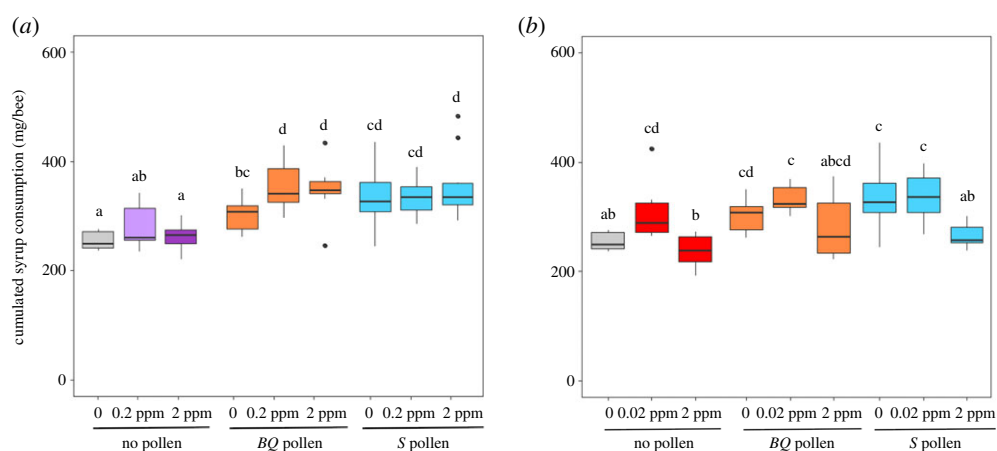 (a)
(b)
cumulated syrup consumption (mg/bee)
600
400
200
0
a
ab
a
bc
d
d
cd
cd
d
0 0.2 ppm 2 ppm 0 0.2 ppm 2 ppm 0 0.2 ppm 2 ppm
no pollen BQ pollen S pollen
600
400
200
0
ab
cd
b
cd
c
abcd
c
c
ab
0 0.02 ppm 2 ppm 0 0.02 ppm 2 ppm 0 0.02 ppm 2 ppm
no pollen BQ pollen S pollen